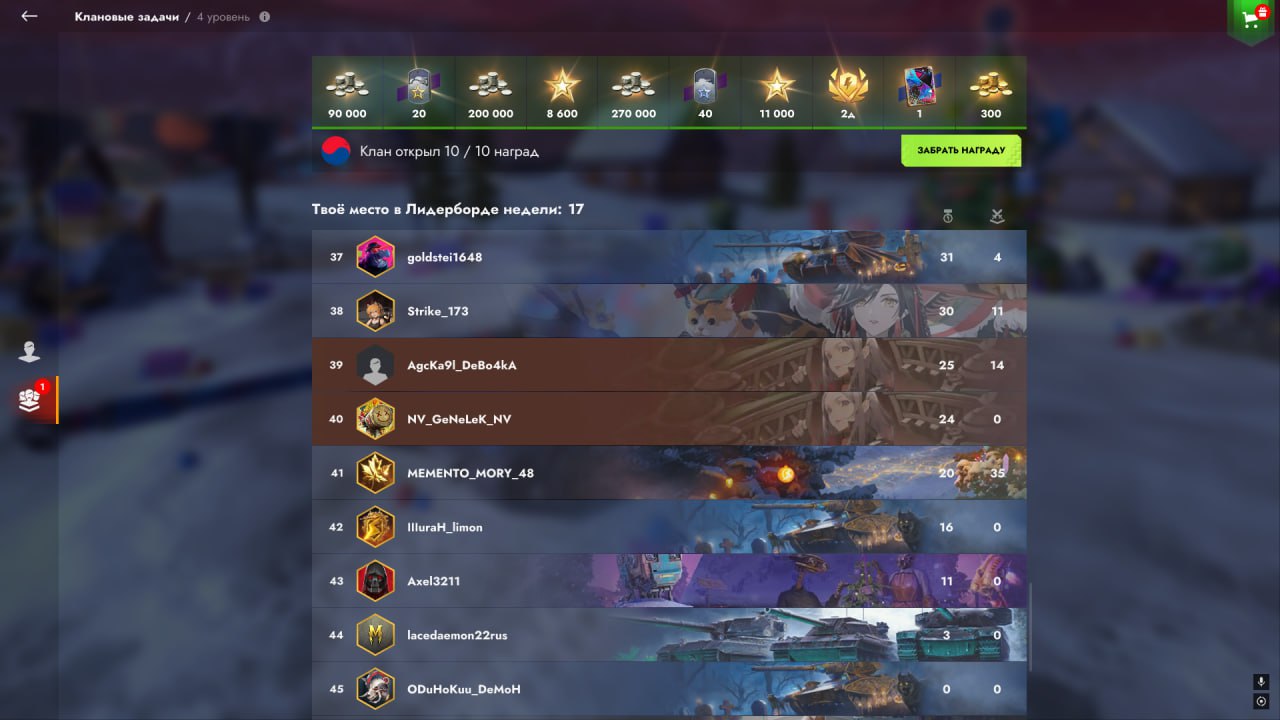 Клановые задачи / 4 уровень
90 000 20 200 000 8 600 270 000 40 11 000 2д 1 300
Клан открыл 10 / 10 наград ЗАБРАТЬ НАГРАДУ
Твоё место в Лидерборде недели: 17
37 goldstei1648 31 4
38 Strike_173 30 11
1
39 AgcKa9l_DeBo4kA 25 14
40 NV_GeNeLeK_NV 24 0
41 MEMENTO_MORY_48 20 35
42 IlluraH_limon 16 0
43 Axel3211 11 0
44 lacedaemon22rus 3 0
45 ODuHoKuu_DeMoH 0 0